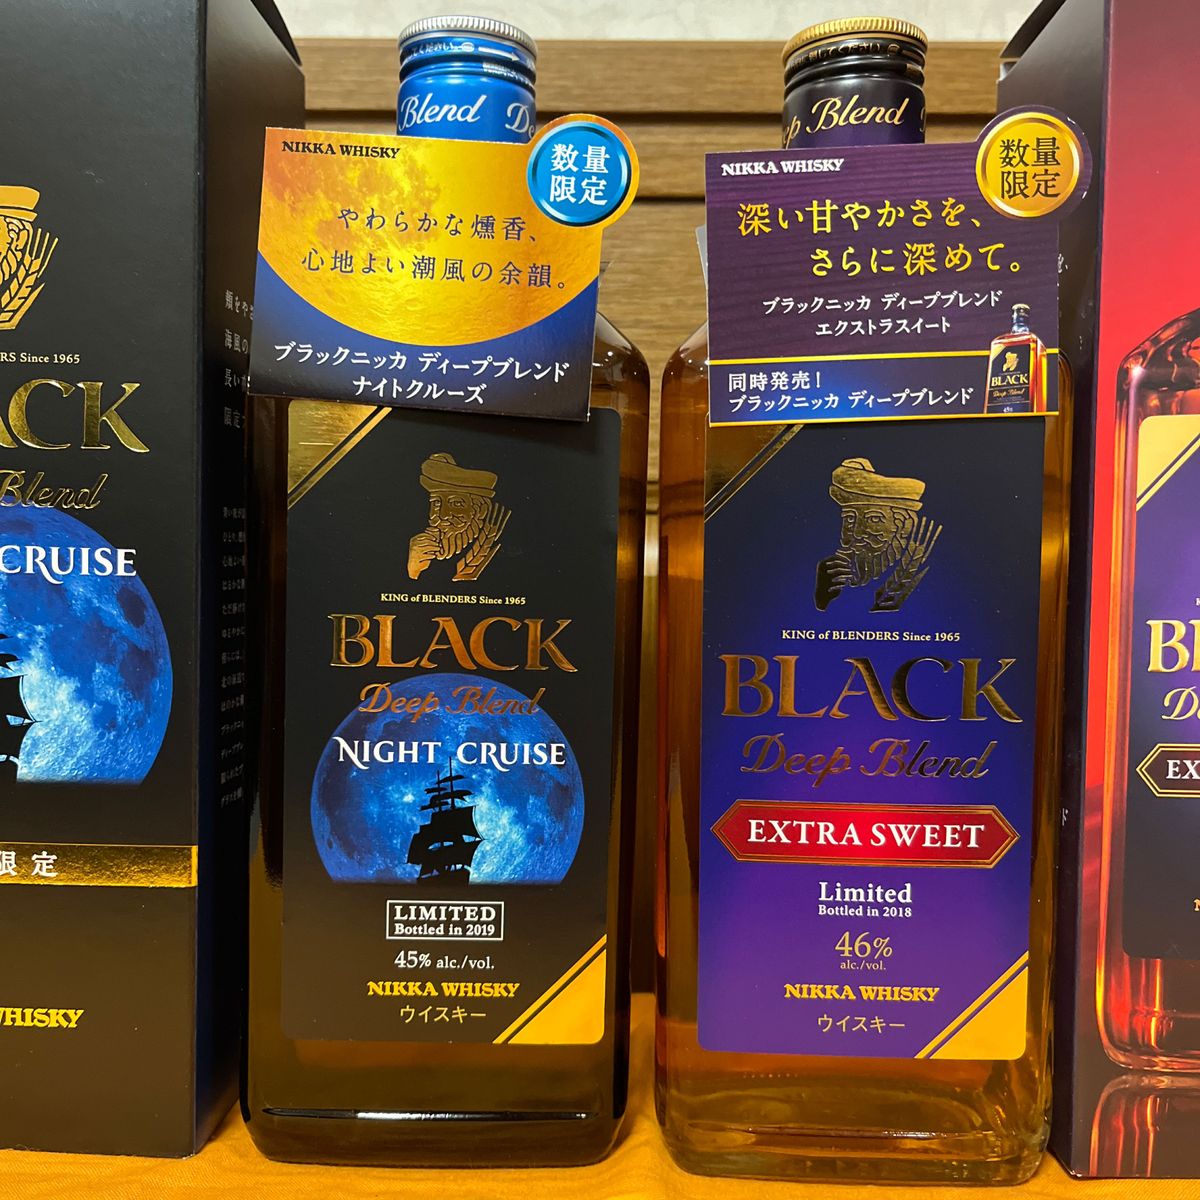 ERS Since 1965
ACK
Blend
CRUISE
限定
WHISKY
Blend De
NIKKA WHISKY
数量
限定
やわらかな燻香、
心地よい潮風の余韻。
ブラックニッカ ディープブレンド
ナイトクルーズ
KING of BLENDERS Since 1965
BLACK
Deep Blend
NIGHT CRUISE
LIMITED
Bottled in 2019
45% alc./vol.
NIKKA WHISKY
ウイスキー
ep Blend
NIKKA WHISKY
数量
限定
深い甘やかさを、
さらに深めて。
ブラックニッカ ディープブレンド
エクストラスイート
BLACK
Deep Blend
同時発売!
ブラックニッカ ディープブレンド
KING of BLENDERS Since 1965
BLACK
Deep Blend
EXTRA SWEET
Limited
Bottled in 2018
46%
alc./vol.
NIKKA WHISKY
ウイスキー
BL
EX